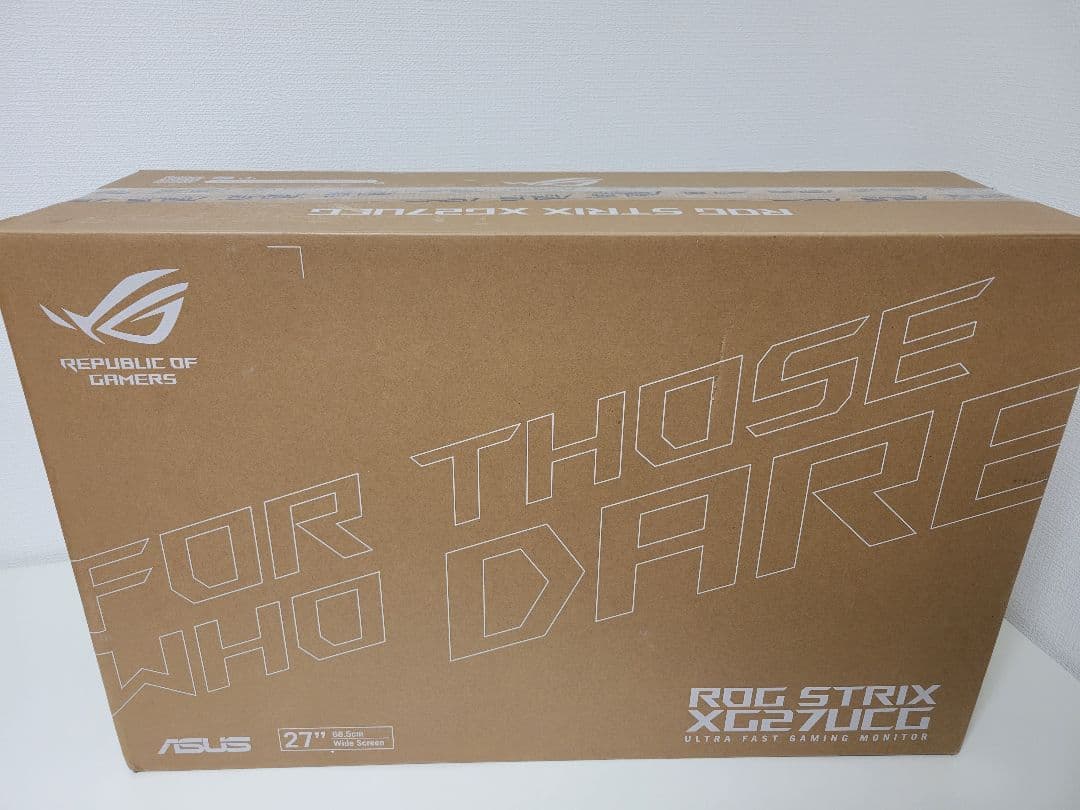 ROG STRIX XG27UCG
REPUBLIC OF
GAMERS
FOR THOSE
WHO DARE
ROG STRIX
XG27UCG
ULTRA FAST GAMING MONITOR
ASUS
27”
68.5cm
Wide Screen